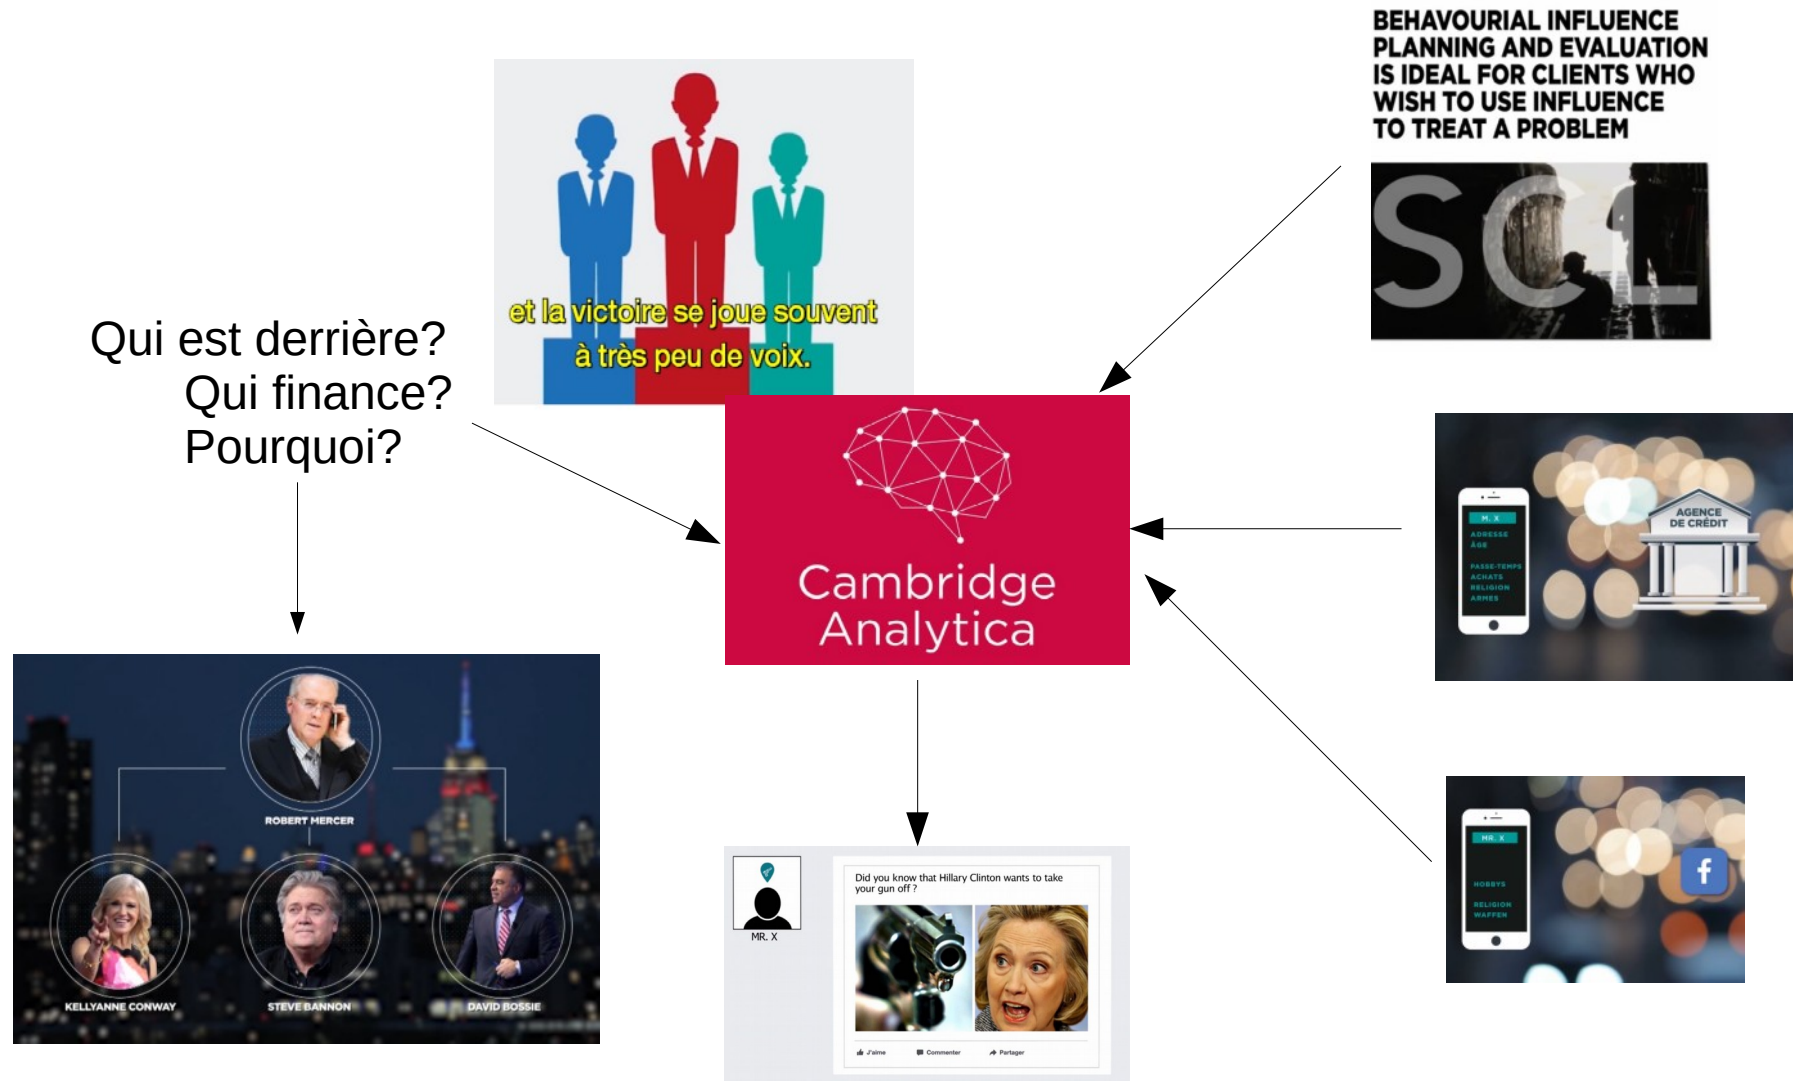 BEHAVOURIAL INFLUENCE
PLANNING AND EVALUATION
IS IDEAL FOR CLIENTS WHO
WISH TO USE INFLUENCE
TO TREAT A PROBLEM
SCL
et la victoire se joue souvent
à très peu de voix.
Qui est derrière?
Qui finance?
Pourquoi?
Cambridge
Analytica
M. X
ADRESSE
ÂGE
PASSE-TEMPS
ACHATS
RELIGION
ARMES
AGENCE
DE CRÉDIT
ROBERT MERCER
KELLYANNE CONWAY
STEVE BANNON
DAVID BOSSIE
MR. X
Did you know that Hillary Clinton wants to take
your gun off ?
J'aime
Commenter
Partager
MR. X
HOBBYS
RELIGION
WAFFEN
f